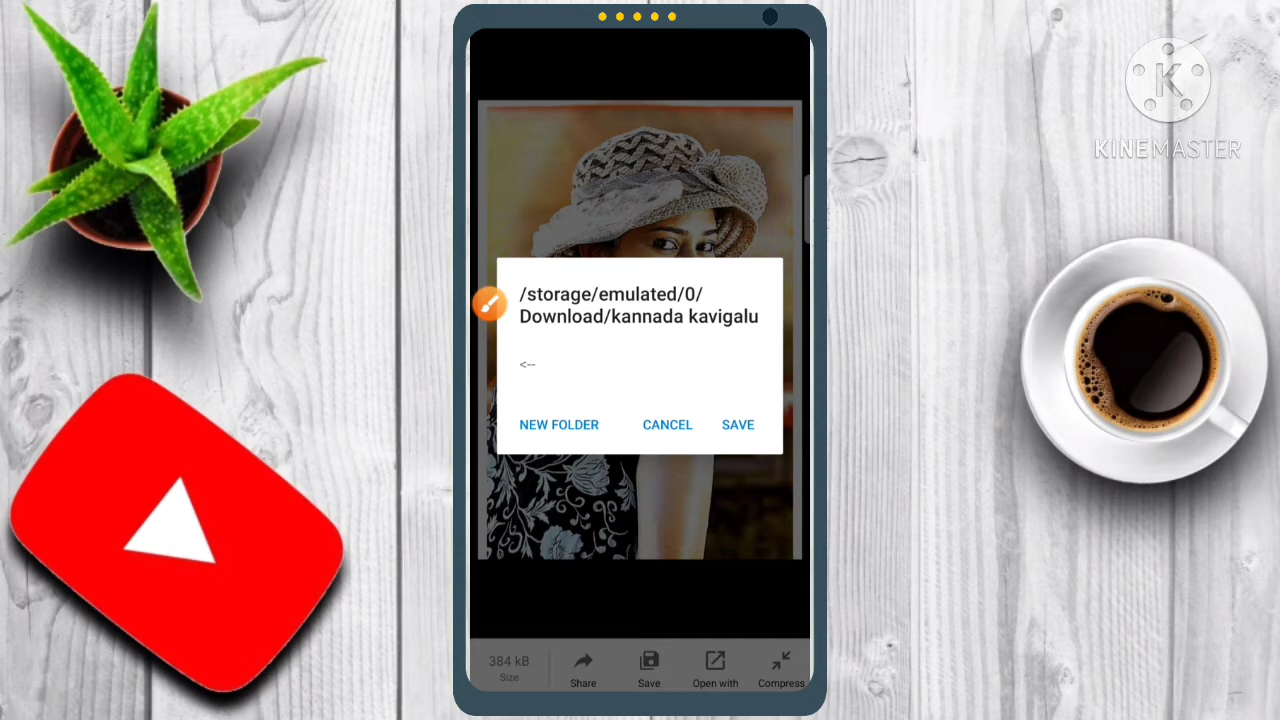 KINEMASTER
/storage/emulated/0/
Download/kannada kavigalu
<--
NEW FOLDER CANCEL SAVE
384 kB
Size
Share
Save
Open with
Compress